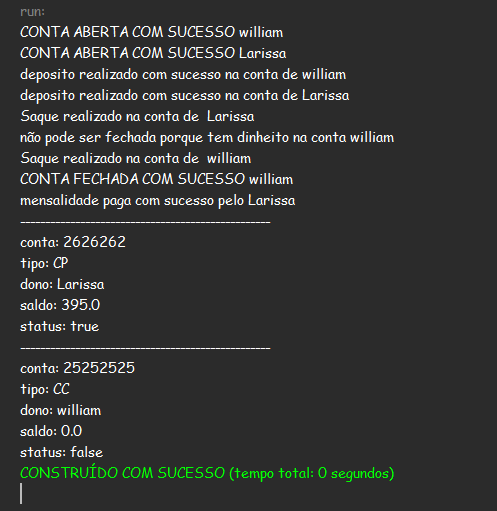 run:
CONTA ABERTA COM SUCESSO william
CONTA ABERTA COM SUCESSO Larissa
deposito realizado com sucesso na conta de william
deposito realizado com sucesso na conta de Larissa
Saque realizado na conta de  Larissa
não pode ser fechada porque tem dinheito na conta william
Saque realizado na conta de  william
CONTA FECHADA COM SUCESSO william
mensalidade paga com sucesso pelo Larissa
--------------------------------------------------
conta: 2626262
tipo: CP
dono: Larissa
saldo: 395.0
status: true
--------------------------------------------------
conta: 25252525
tipo: CC
dono: william
saldo: 0.0
status: false
CONSTRUÍDO COM SUCESSO (tempo total: 0 segundos)